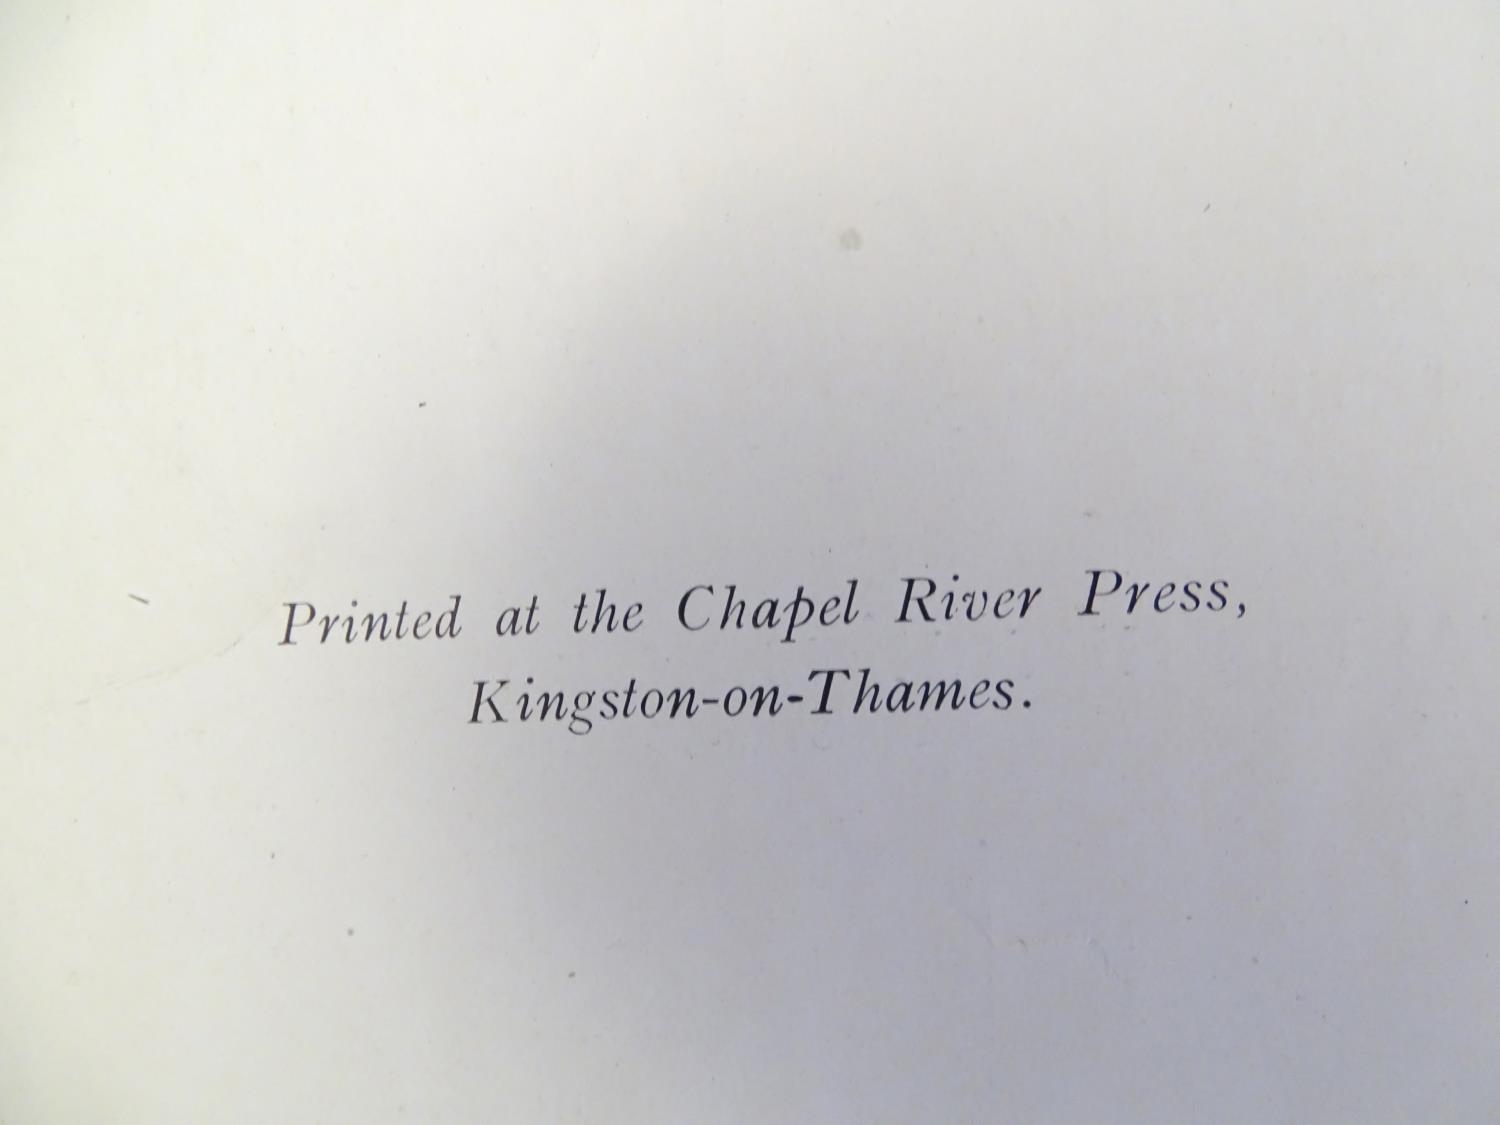 Printed at the Chapel River Press,
Kingston-on-Thames.